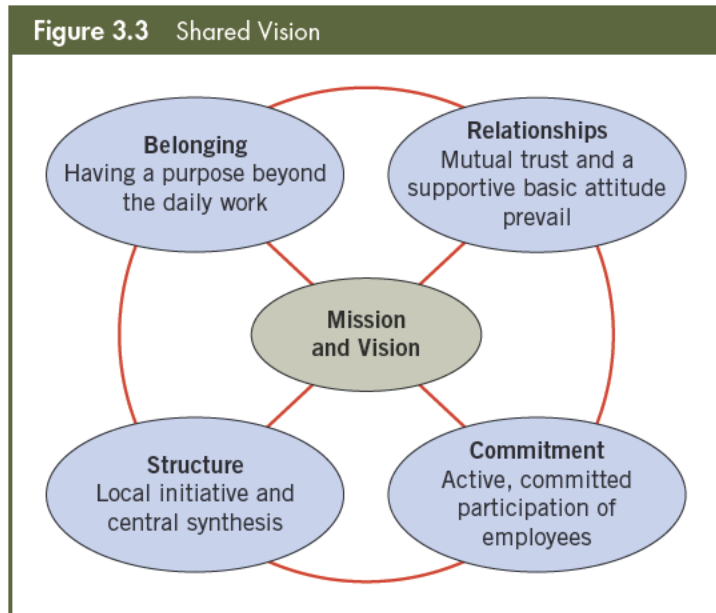 Figure 3.3 Shared Vision
Belonging
Having a purpose beyond
the daily work
Relationships
Mutual trust and a
supportive basic attitude
prevail
Mission
and Vision
Structure
Local initiative and
central synthesis
Commitment
Active, committed
participation of
employees